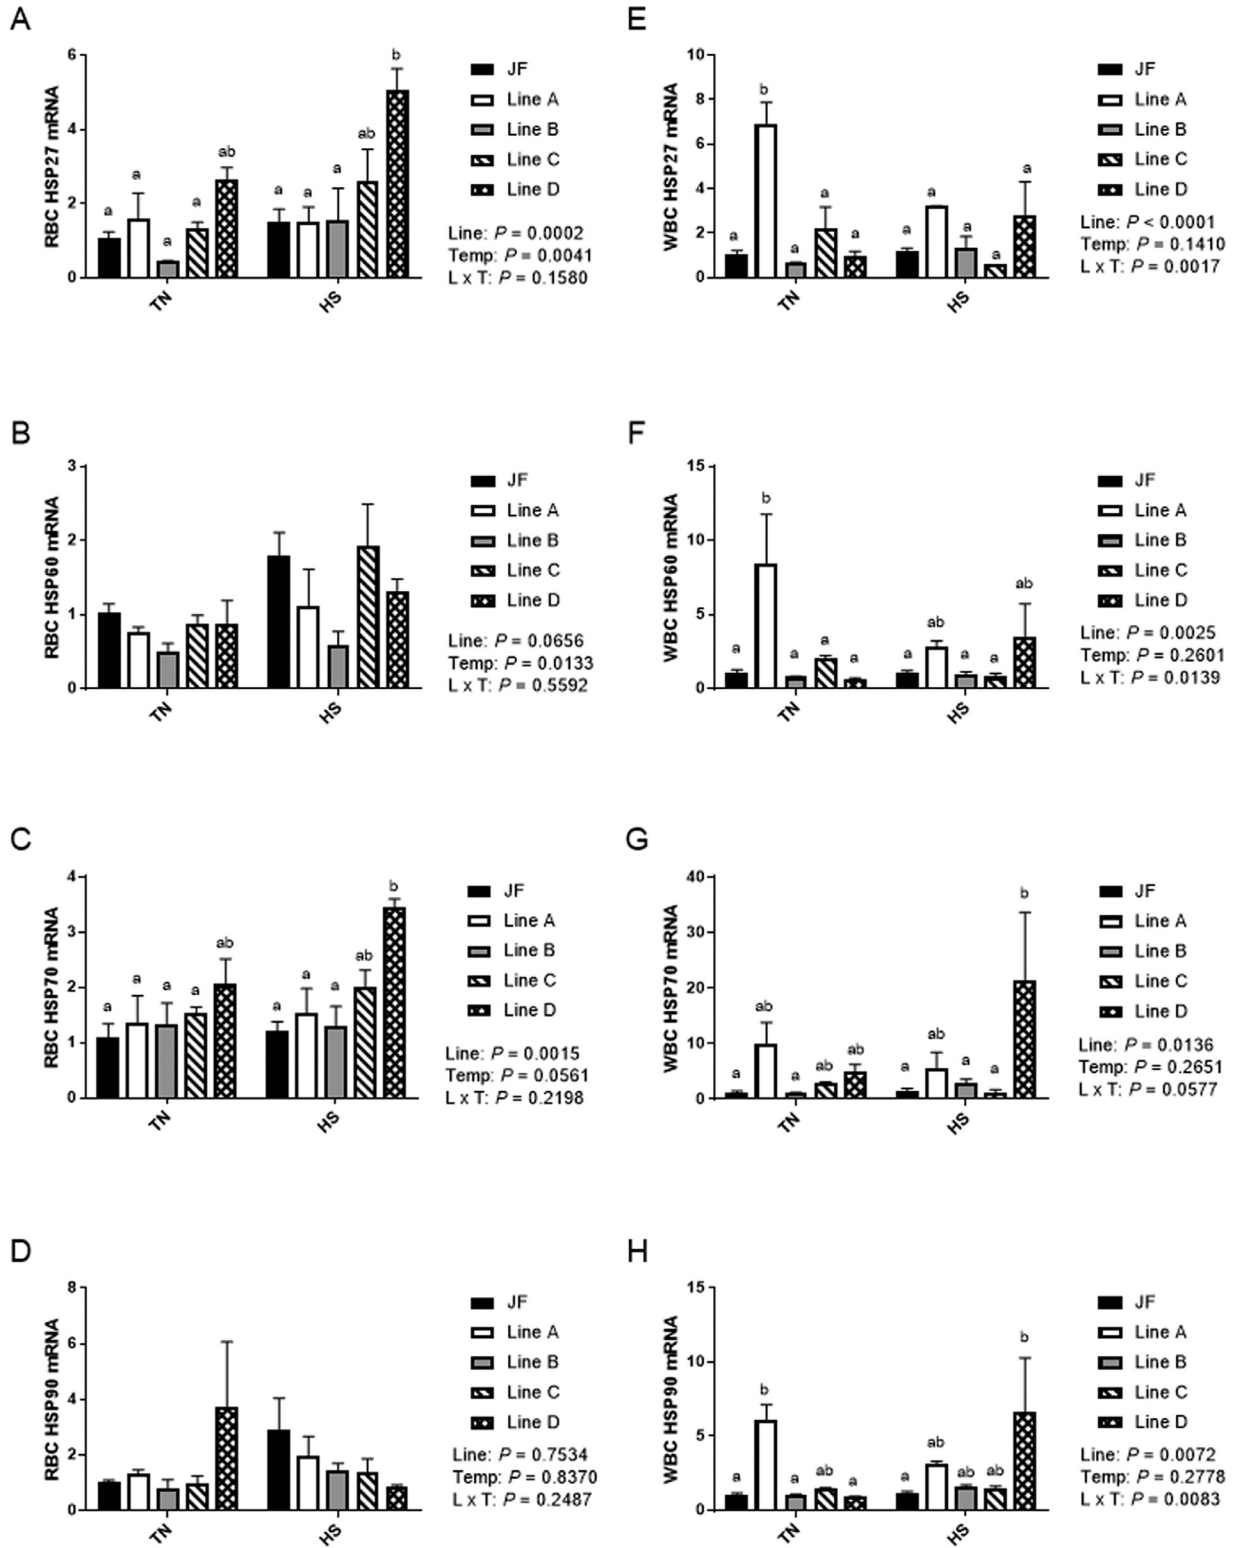 A
RBC HSP27 mRNA
6
4
2
0
a
a
a
a
ab
a
a
a
ab
b
TN
HS
JF
Line A
Line B
Line C
Line D
Line: P = 0.0002
Temp: P = 0.0041
L x T: P = 0.1580
E
WBC HSP27 mRNA
10
8
6
4
2
0
a
b
a
a
a
a
a
a
a
a
TN
HS
JF
Line A
Line B
Line C
Line D
Line: P < 0.0001
Temp: P = 0.1410
L x T: P = 0.0017
B
RBC HSP60 mRNA
3
2
1
0
TN
HS
JF
Line A
Line B
Line C
Line D
Line: P = 0.0656
Temp: P = 0.0133
L x T: P = 0.5592
F
WBC HSP60 mRNA
15
10
5
0
a
b
a
a
a
a
ab
a
a
ab
TN
HS
JF
Line A
Line B
Line C
Line D
Line: P = 0.0025
Temp: P = 0.2601
L x T: P = 0.0139
C
RBC HSP70 mRNA
4
3
2
1
0
a
a
a
a
ab
a
a
a
ab
b
TN
HS
JF
Line A
Line B
Line C
Line D
Line: P = 0.0015
Temp: P = 0.0561
L x T: P = 0.2198
G
WBC HSP70 mRNA
40
30
20
10
0
a
ab
a
ab
ab
a
ab
a
a
b
TN
HS
JF
Line A
Line B
Line C
Line D
Line: P = 0.0136
Temp: P = 0.2651
L x T: P = 0.0577
D
RBC HSP90 mRNA
8
6
4
2
0
TN
HS
JF
Line A
Line B
Line C
Line D
Line: P = 0.7534
Temp: P = 0.8370
L x T: P = 0.2487
H
WBC HSP90 mRNA
15
10
5
0
a
b
a
ab
a
a
ab
ab
ab
b
TN
HS
JF
Line A
Line B
Line C
Line D
Line: P = 0.0072
Temp: P = 0.2778
L x T: P = 0.0083